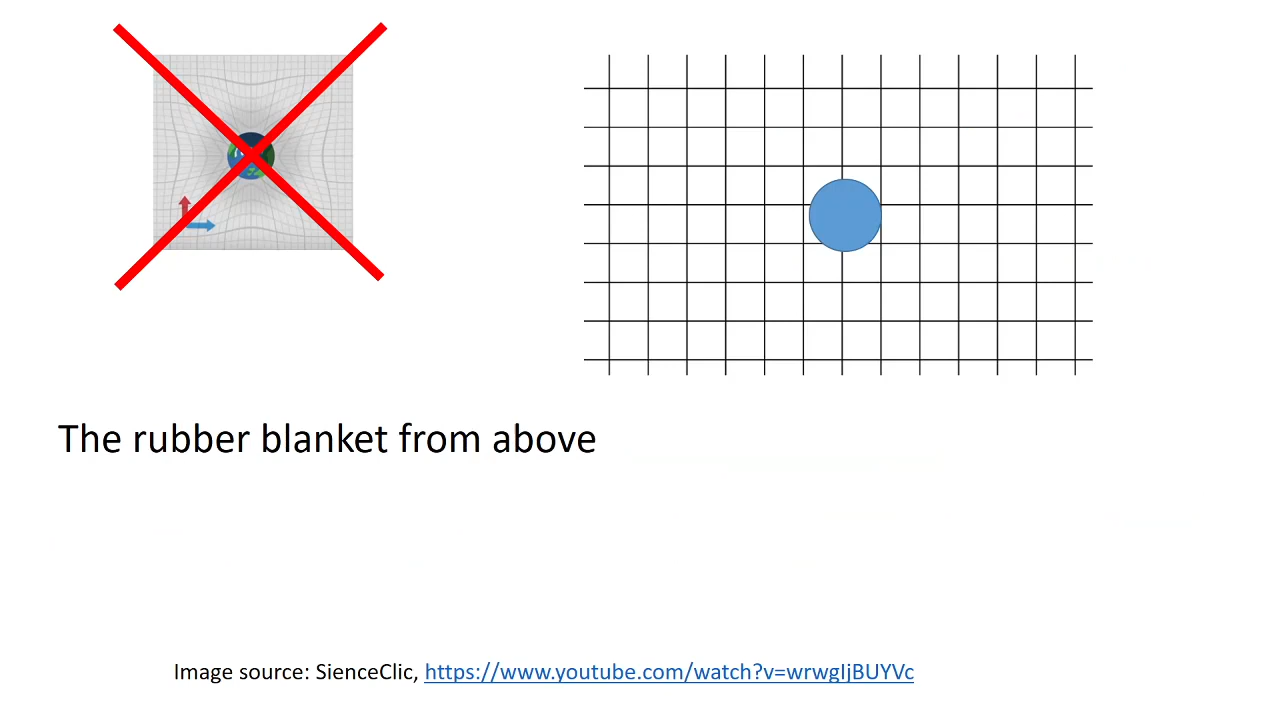 The rubber blanket from above
Image source: SienceClic, https://www.youtube.com/watch?v=wrwgIjBUYVc